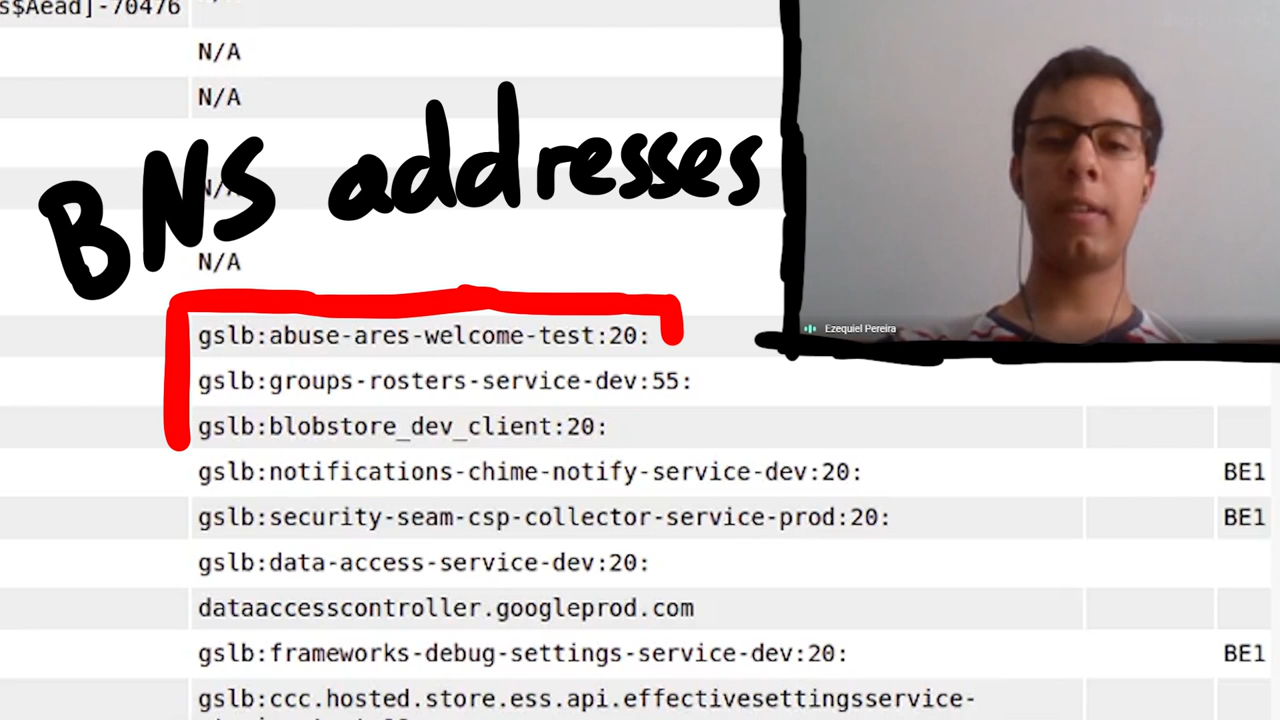 s$Aead]-70476
N/A
N/A
BNS addresses
N/A
N/A
Ezequiel Pereira
gslb:abuse-ares-welcome-test:20:
gslb:groups-rosters-service-dev:55:
gslb:blobstore_dev_client:20:
gslb:notifications-chime-notify-service-dev:20: BE1
gslb:security-seam-csp-collector-service-prod:20: BE1
gslb:data-access-service-dev:20:
dataaccesscontroller.googleprod.com
gslb:frameworks-debug-settings-service-dev:20: BE1
gslb:ccc.hosted.store.ess.api.effectivesettingsservice-